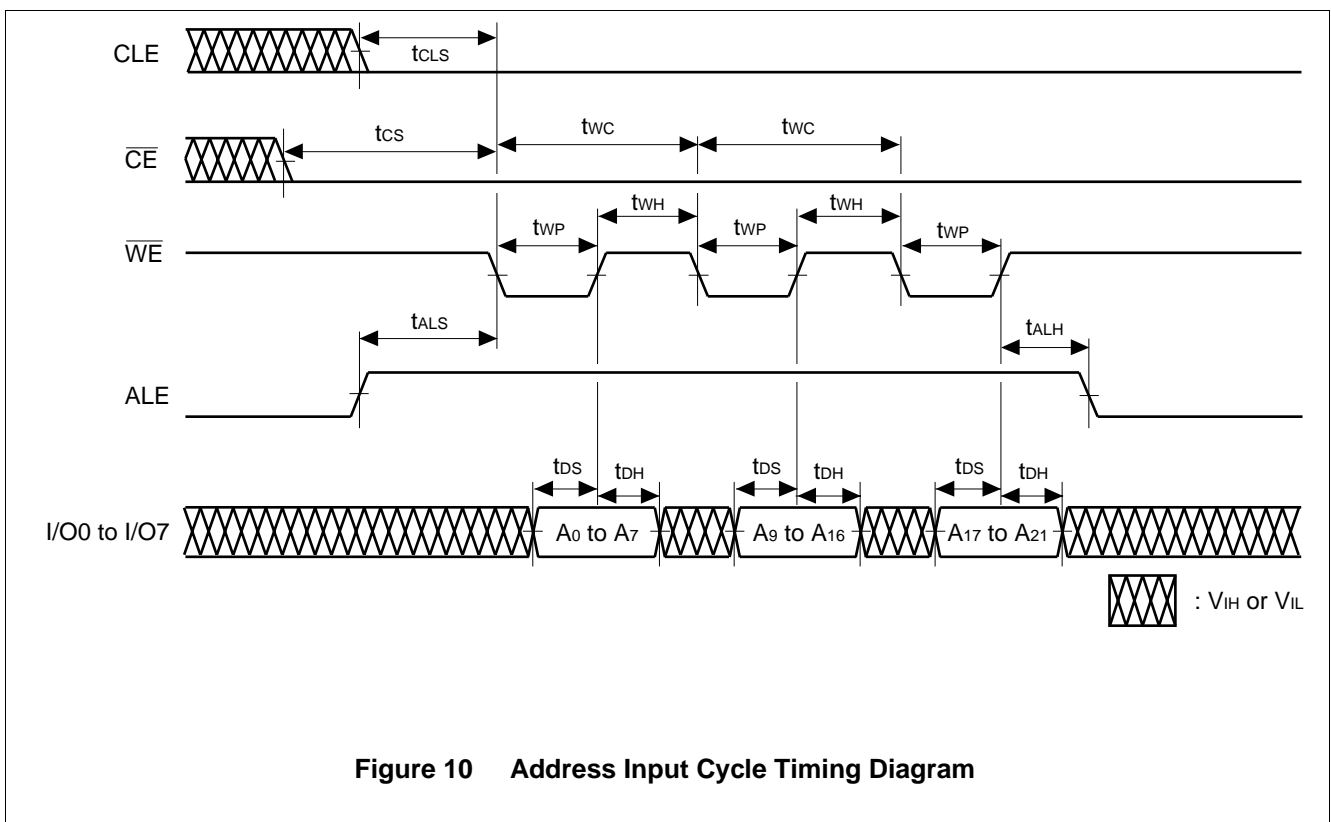 CLE
tCLS
CE
tCS
tWC
tWC
WE
tWP
tWH
tWP
tWH
tWP
tALS
tALH
ALE
tDS
tDH
tDS
tDH
tDS
tDH
I/O0 to I/O7
A0 to A7
A9 to A16
A17 to A21
: VIH or VIL
Figure 10 Address Input Cycle Timing Diagram